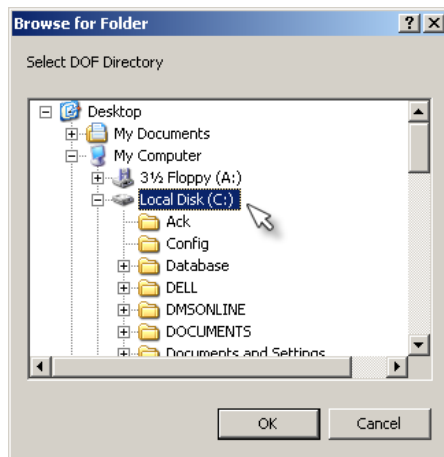 Browse for Folder
Select DOF Directory
Desktop
My Documents
My Computer
3½ Floppy (A:)
Local Disk (C:)
Ack
Config
Database
DELL
DMSONLINE
DOCUMENTS
Documents and Settings
OK Cancel